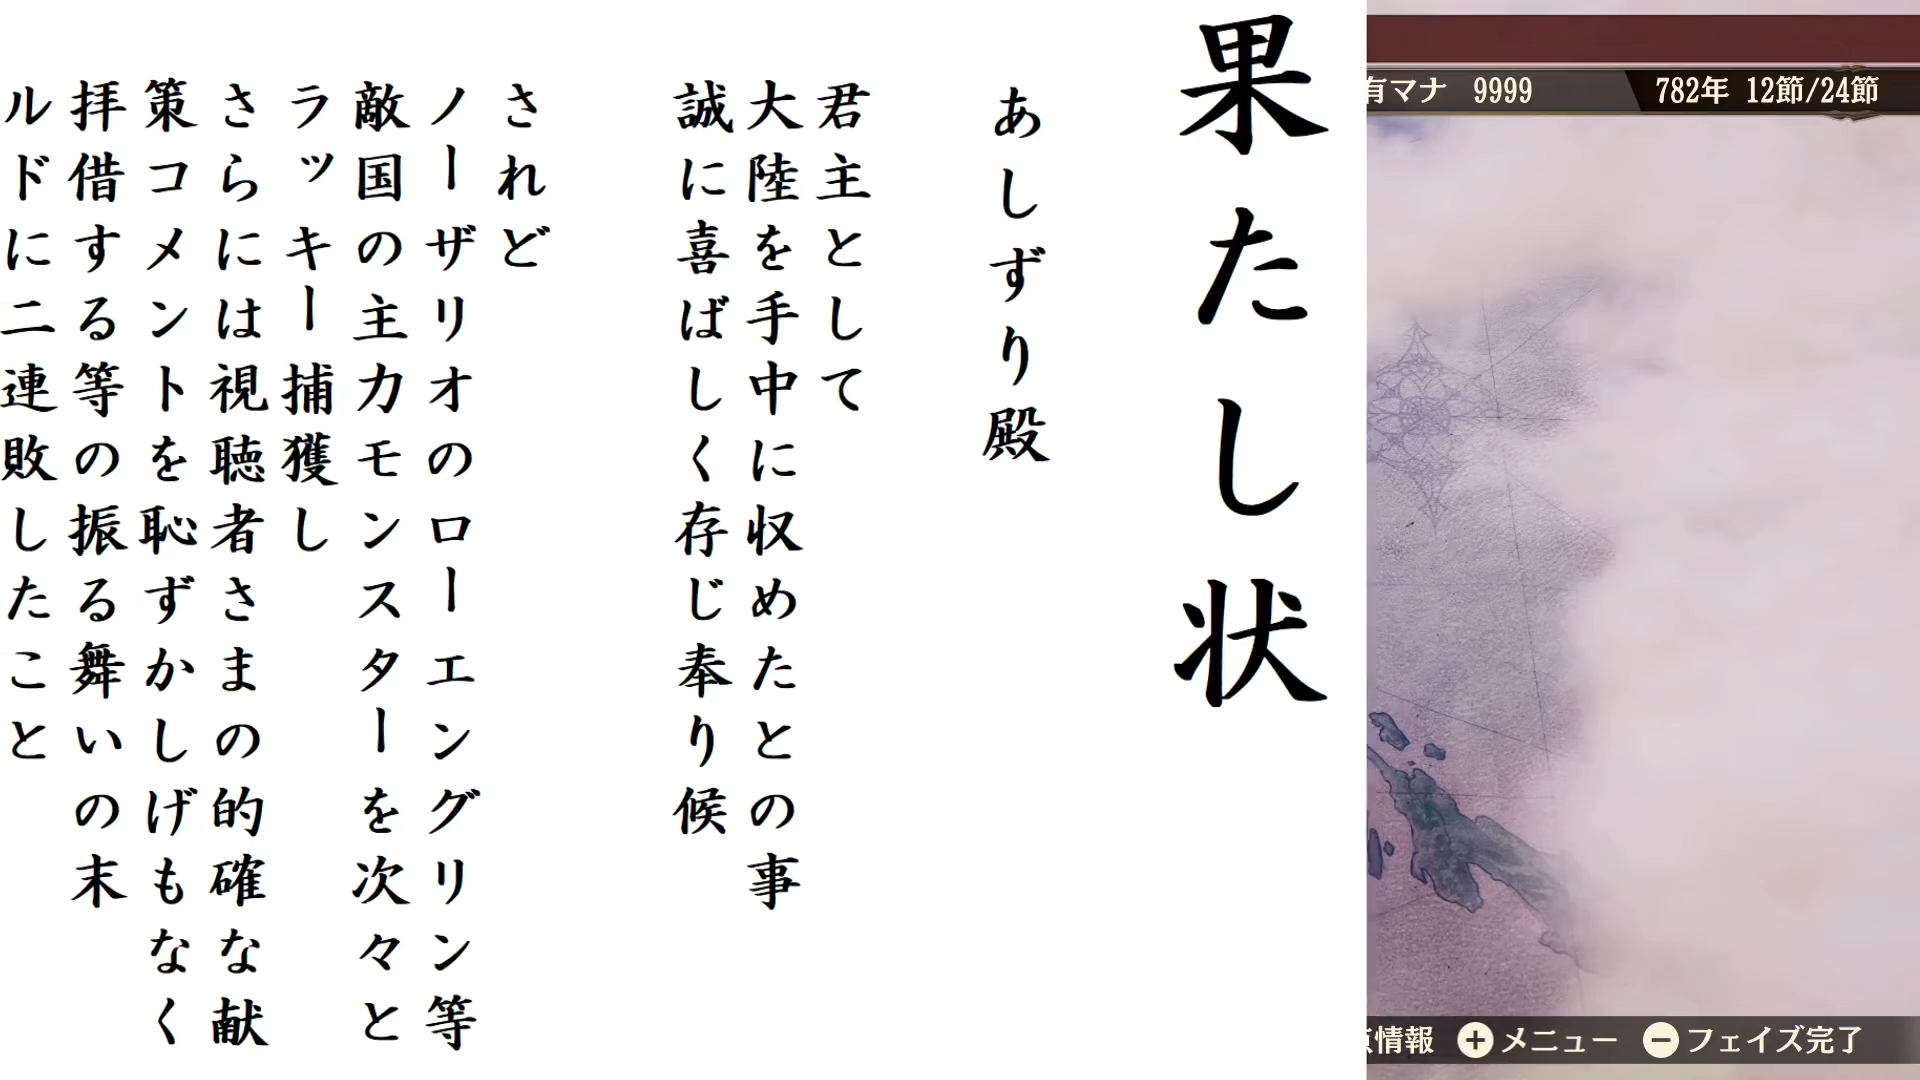 果たし状
あしずり殿
君主として
大陸を手中に収めたとの事
誠に喜ばしく存じ奉り候
されど
ノーザリオのローエングリン等
敵国の主力モンスターを次々と
ラッキー捕獲し
さらには視聴者さまの的確な献
策コメントを恥ずかしげもなく
拝借する等の振る舞いの末
ルドに二連敗したこと
有マナ 9999
782年 12節/24節
情報
+メニュー
−フェイズ完了